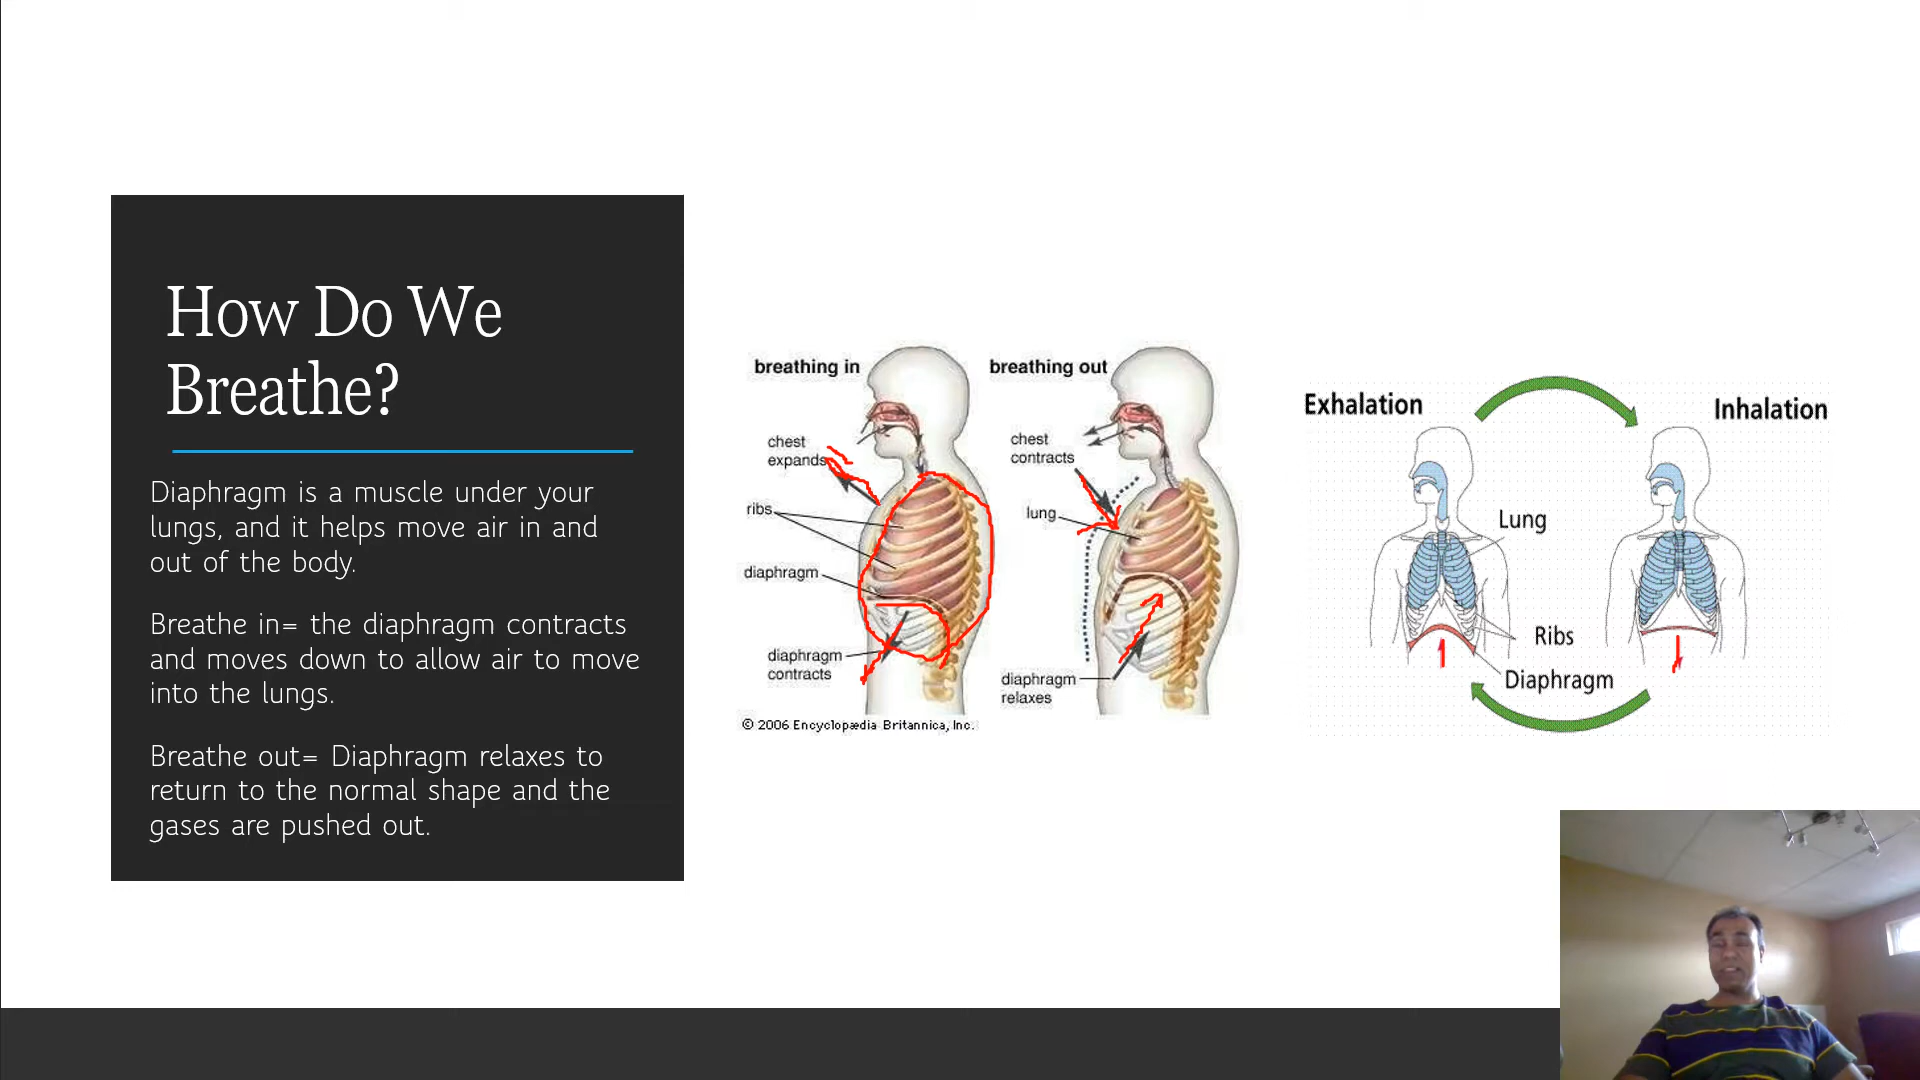 How Do We
Breathe?
Diaphragm is a muscle under your
lungs, and it helps move air in and
out of the body.
Breathe in= the diaphragm contracts
and moves down to allow air to move
into the lungs.
Breathe out= Diaphragm relaxes to
return to the normal shape and the
gases are pushed out.
breathing in
chest
expands
ribs
diaphragm
diaphragm
contracts
© 2006 Encyclopædia Britannica, Inc.
breathing out
chest
contracts
lung
diaphragm
relaxes
Exhalation
Inhalation
Lung
Ribs
Diaphragm